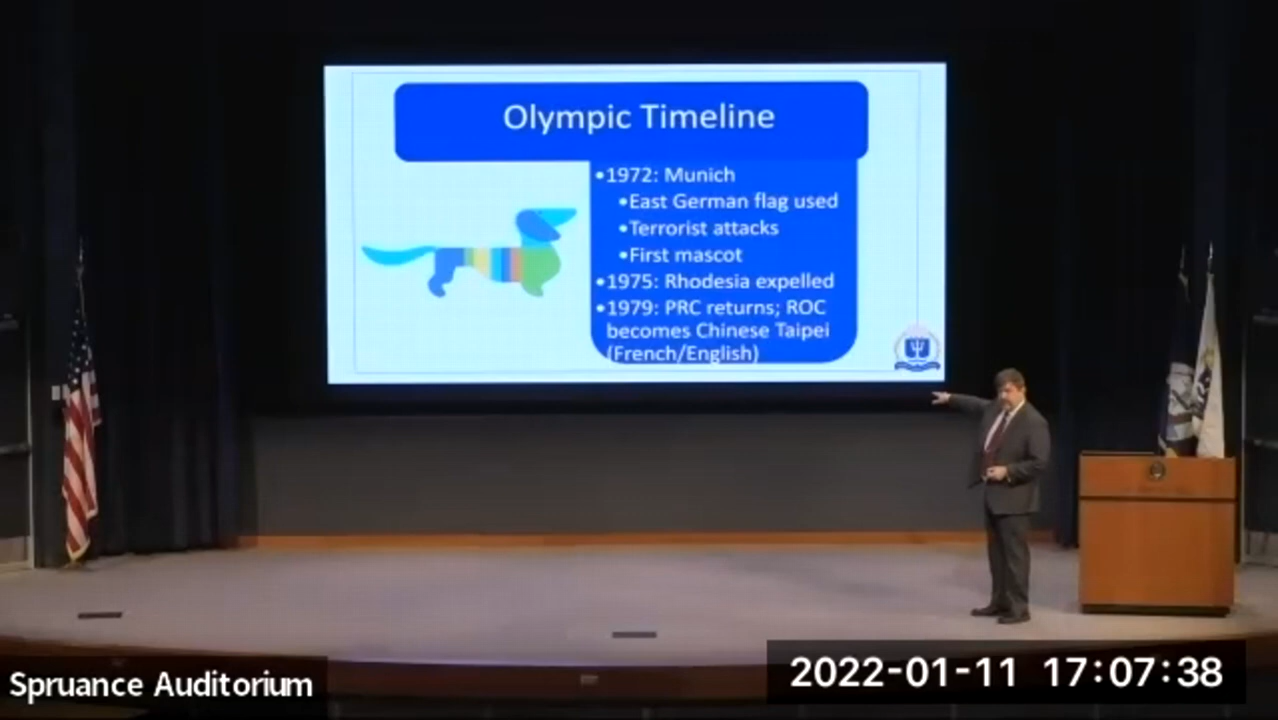 Olympic Timeline
•1972: Munich
•East German flag used
•Terrorist attacks
•First mascot
•1975: Rhodesia expelled
•1979: PRC returns; ROC
becomes Chinese Taipei
(French/English)
Spruance Auditorium
2022-01-11 17:07:38